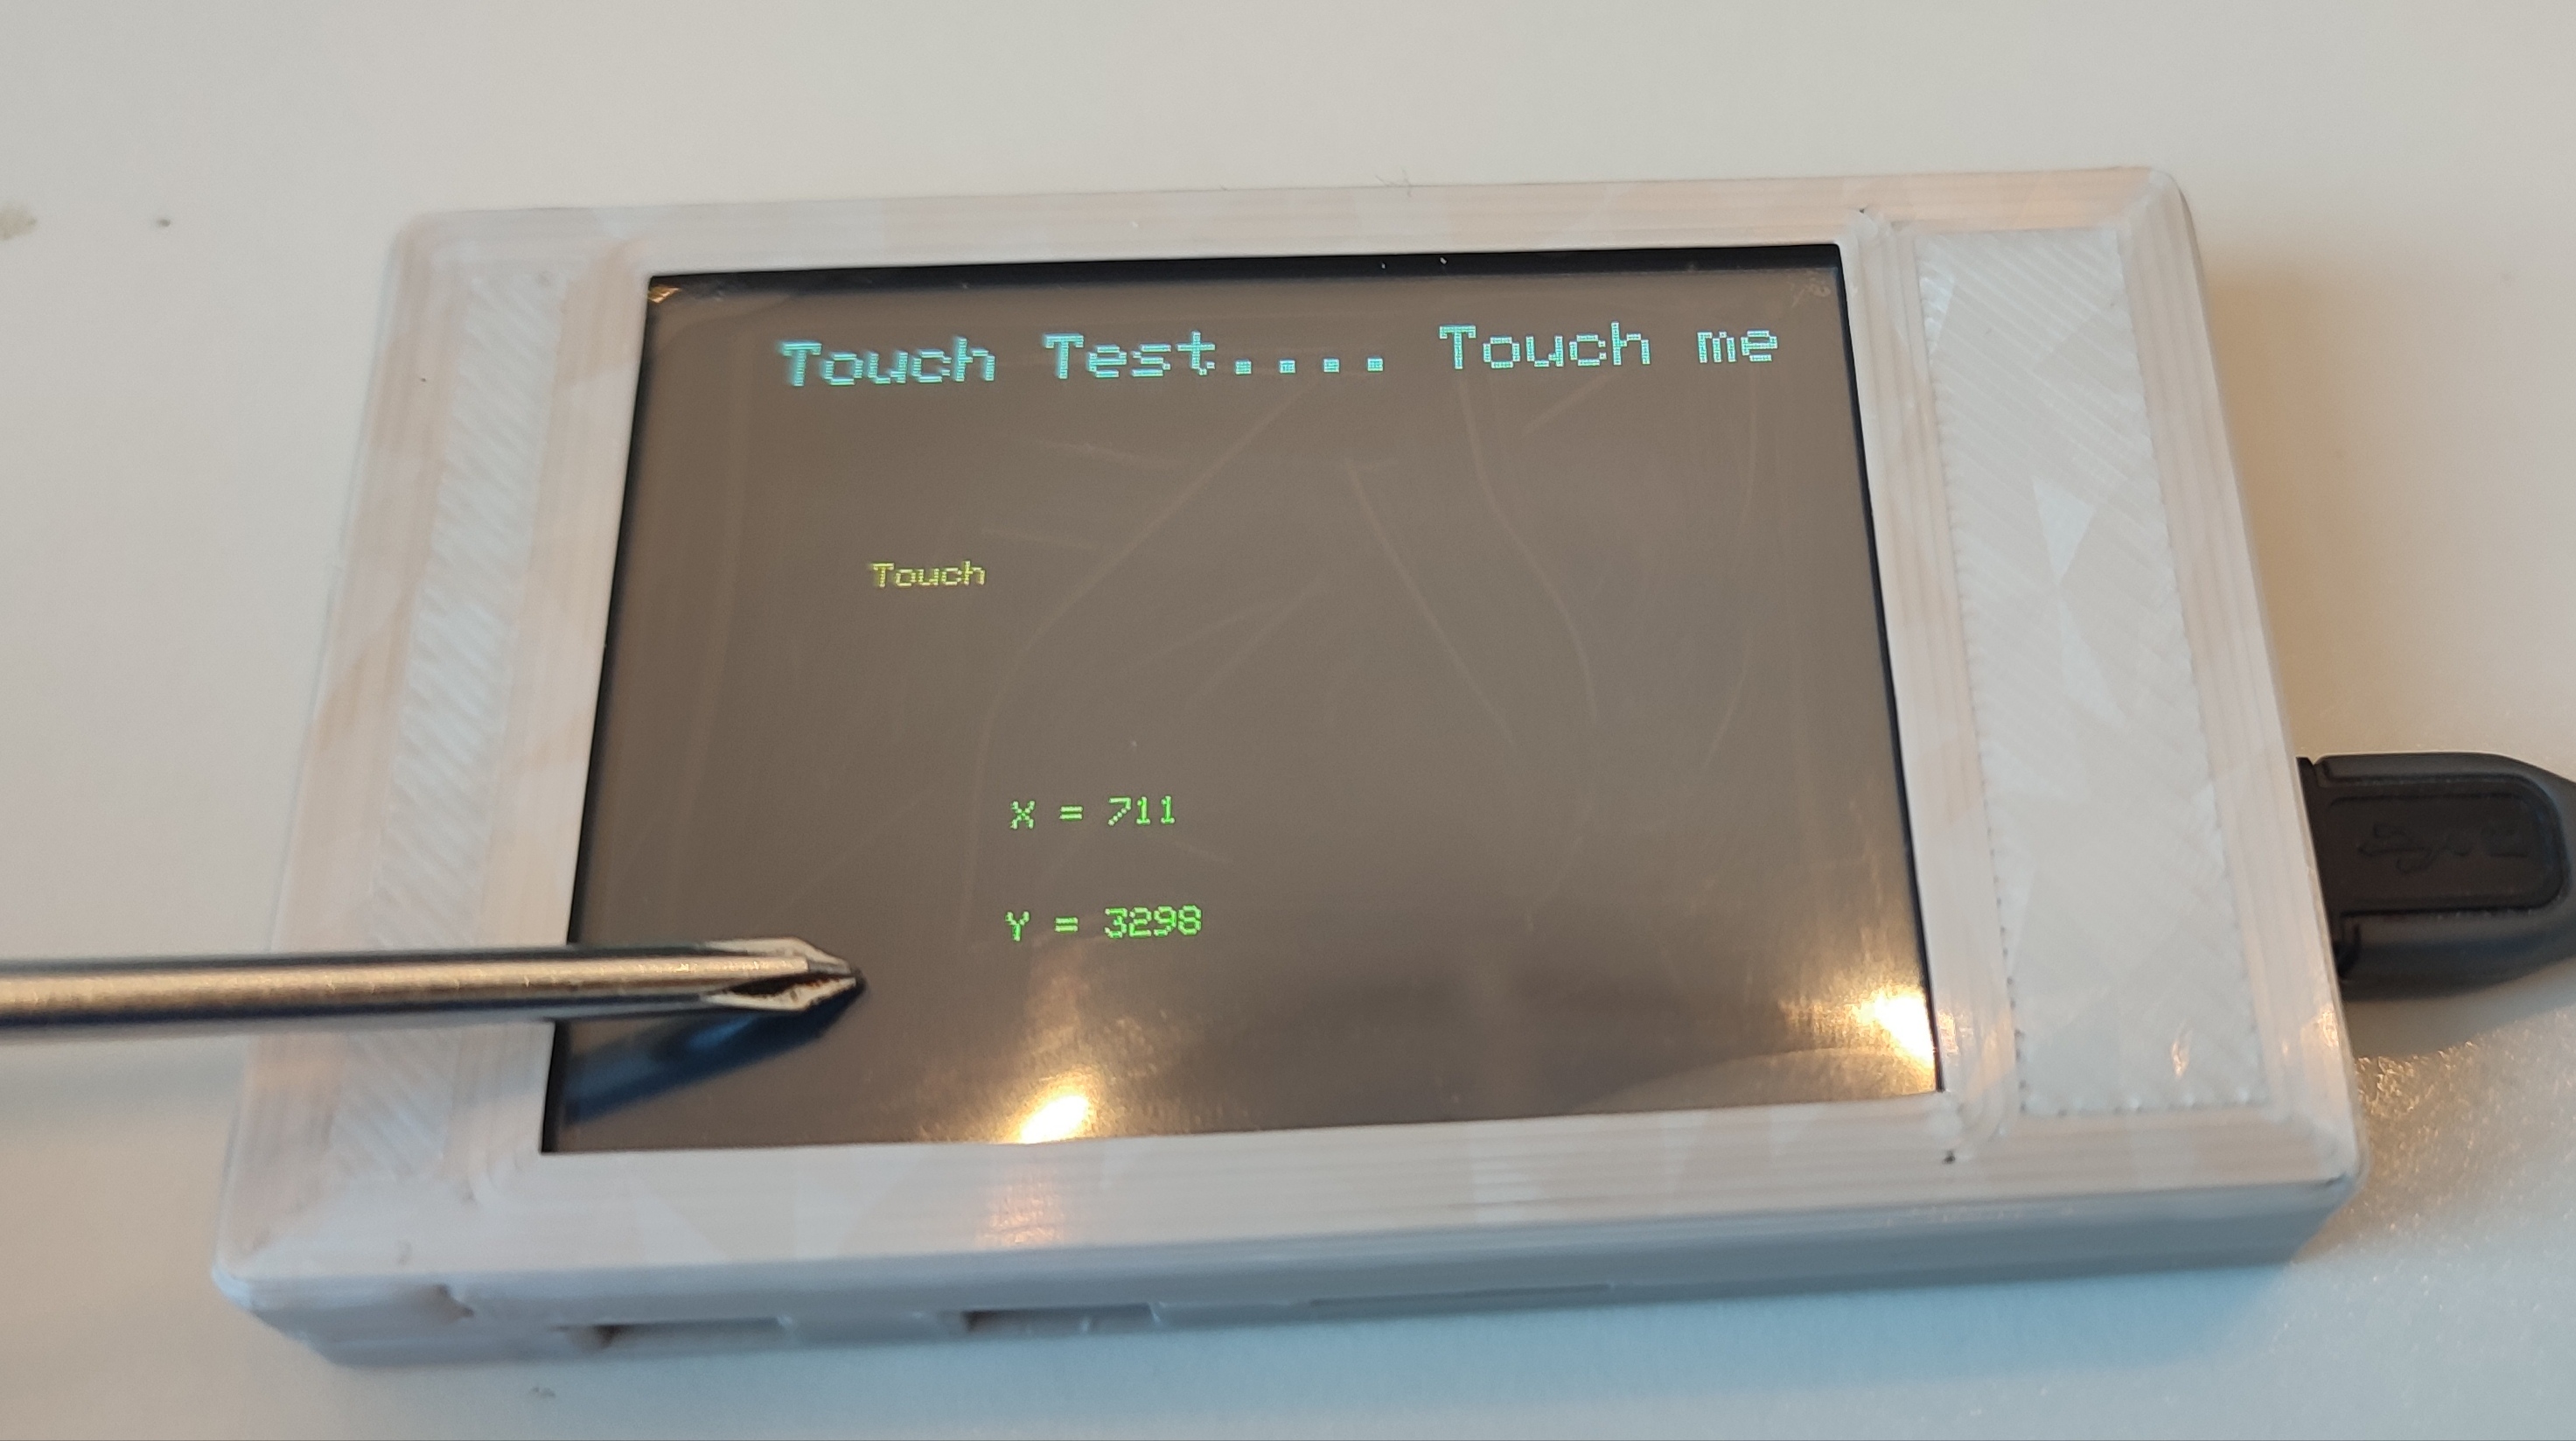 Touch Test.... Touch me
Touch
X = 711
Y = 3298